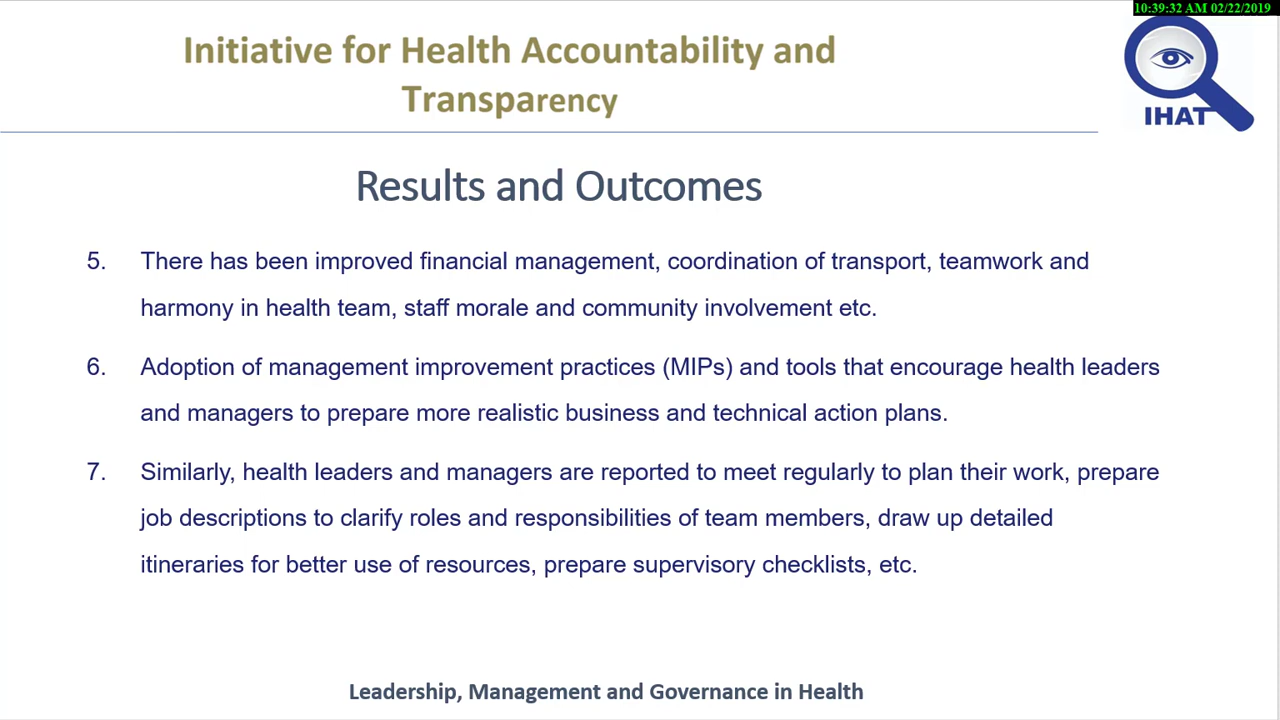 10:39:32 AM 02/22/2019
Initiative for Health Accountability and
Transparency
IHAT
Results and Outcomes
5. There has been improved financial management, coordination of transport, teamwork and
harmony in health team, staff morale and community involvement etc.
6. Adoption of management improvement practices (MIPs) and tools that encourage health leaders
and managers to prepare more realistic business and technical action plans.
7. Similarly, health leaders and managers are reported to meet regularly to plan their work, prepare
job descriptions to clarify roles and responsibilities of team members, draw up detailed
itineraries for better use of resources, prepare supervisory checklists, etc.
Leadership, Management and Governance in Health